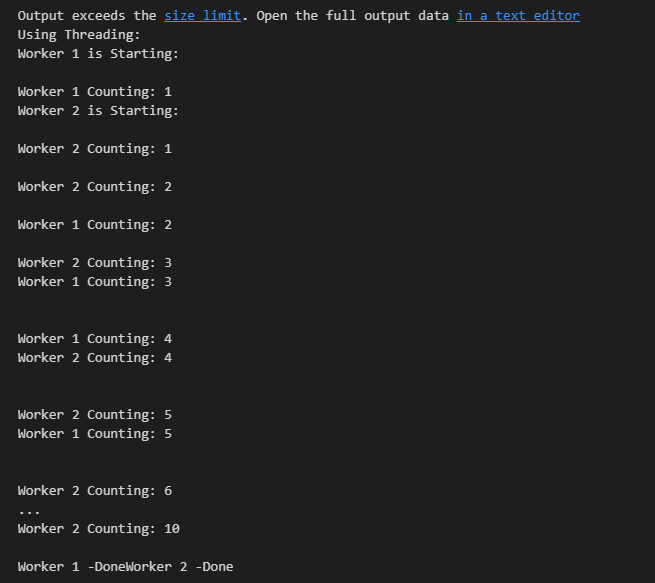 Output exceeds the size limit. Open the full output data in a text editor
Using Threading:
Worker 1 is Starting:
Worker 1 Counting: 1
Worker 2 is Starting:
Worker 2 Counting: 1
Worker 2 Counting: 2
Worker 1 Counting: 2
Worker 2 Counting: 3
Worker 1 Counting: 3
Worker 1 Counting: 4
Worker 2 Counting: 4
Worker 2 Counting: 5
Worker 1 Counting: 5
Worker 2 Counting: 6
...
Worker 2 Counting: 10
Worker 1 -DoneWorker 2 -Done